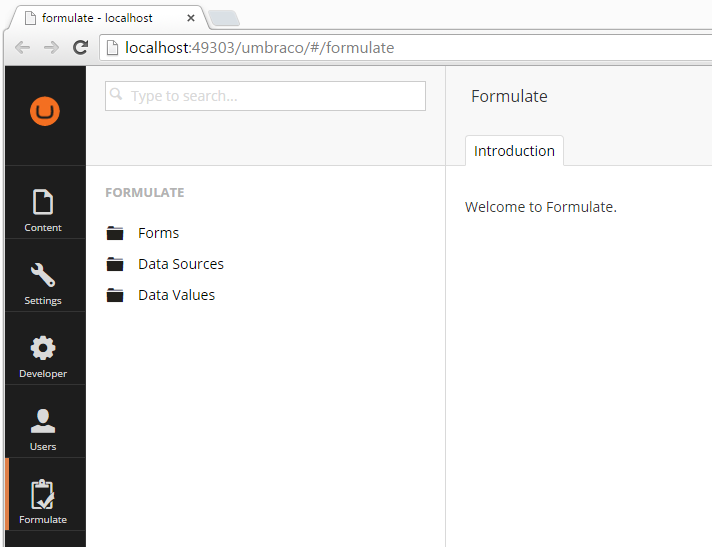 formulate - localhost
localhost:49303/umbraco/#/formulate
Type to search...
Formulate
Introduction
Content
Settings
Developer
Users
Formulate
FORMULATE
Forms
Data Sources
Data Values
Welcome to Formulate.